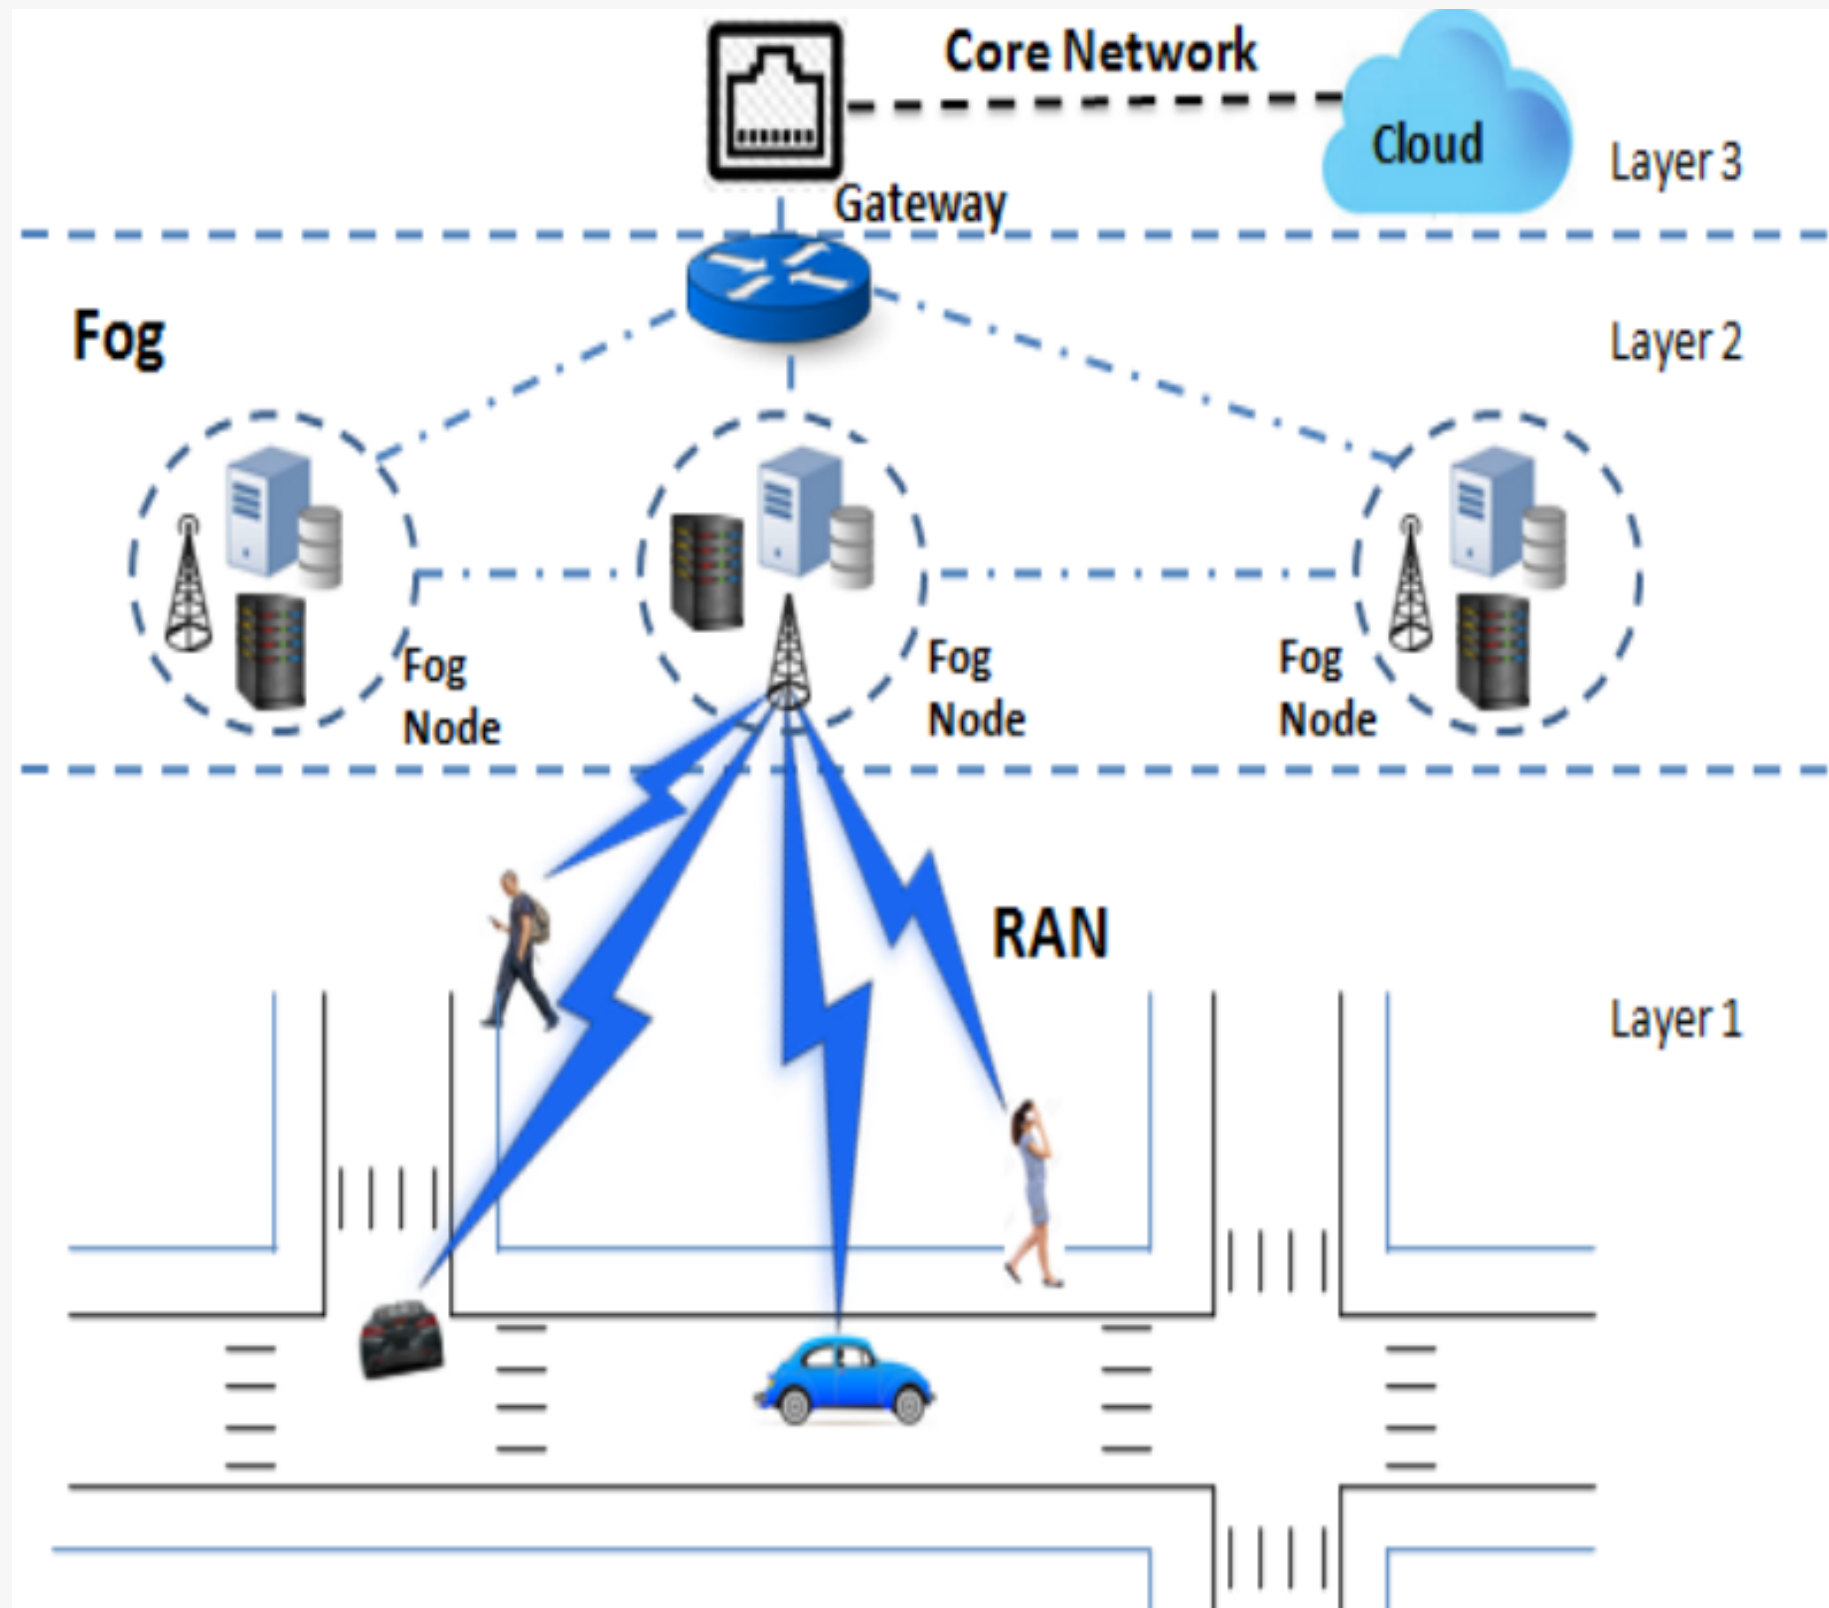 Core Network
Cloud
Layer 3
Gateway
Fog
Layer 2
Fog
Node
Fog
Node
Fog
Node
RAN
Layer 1